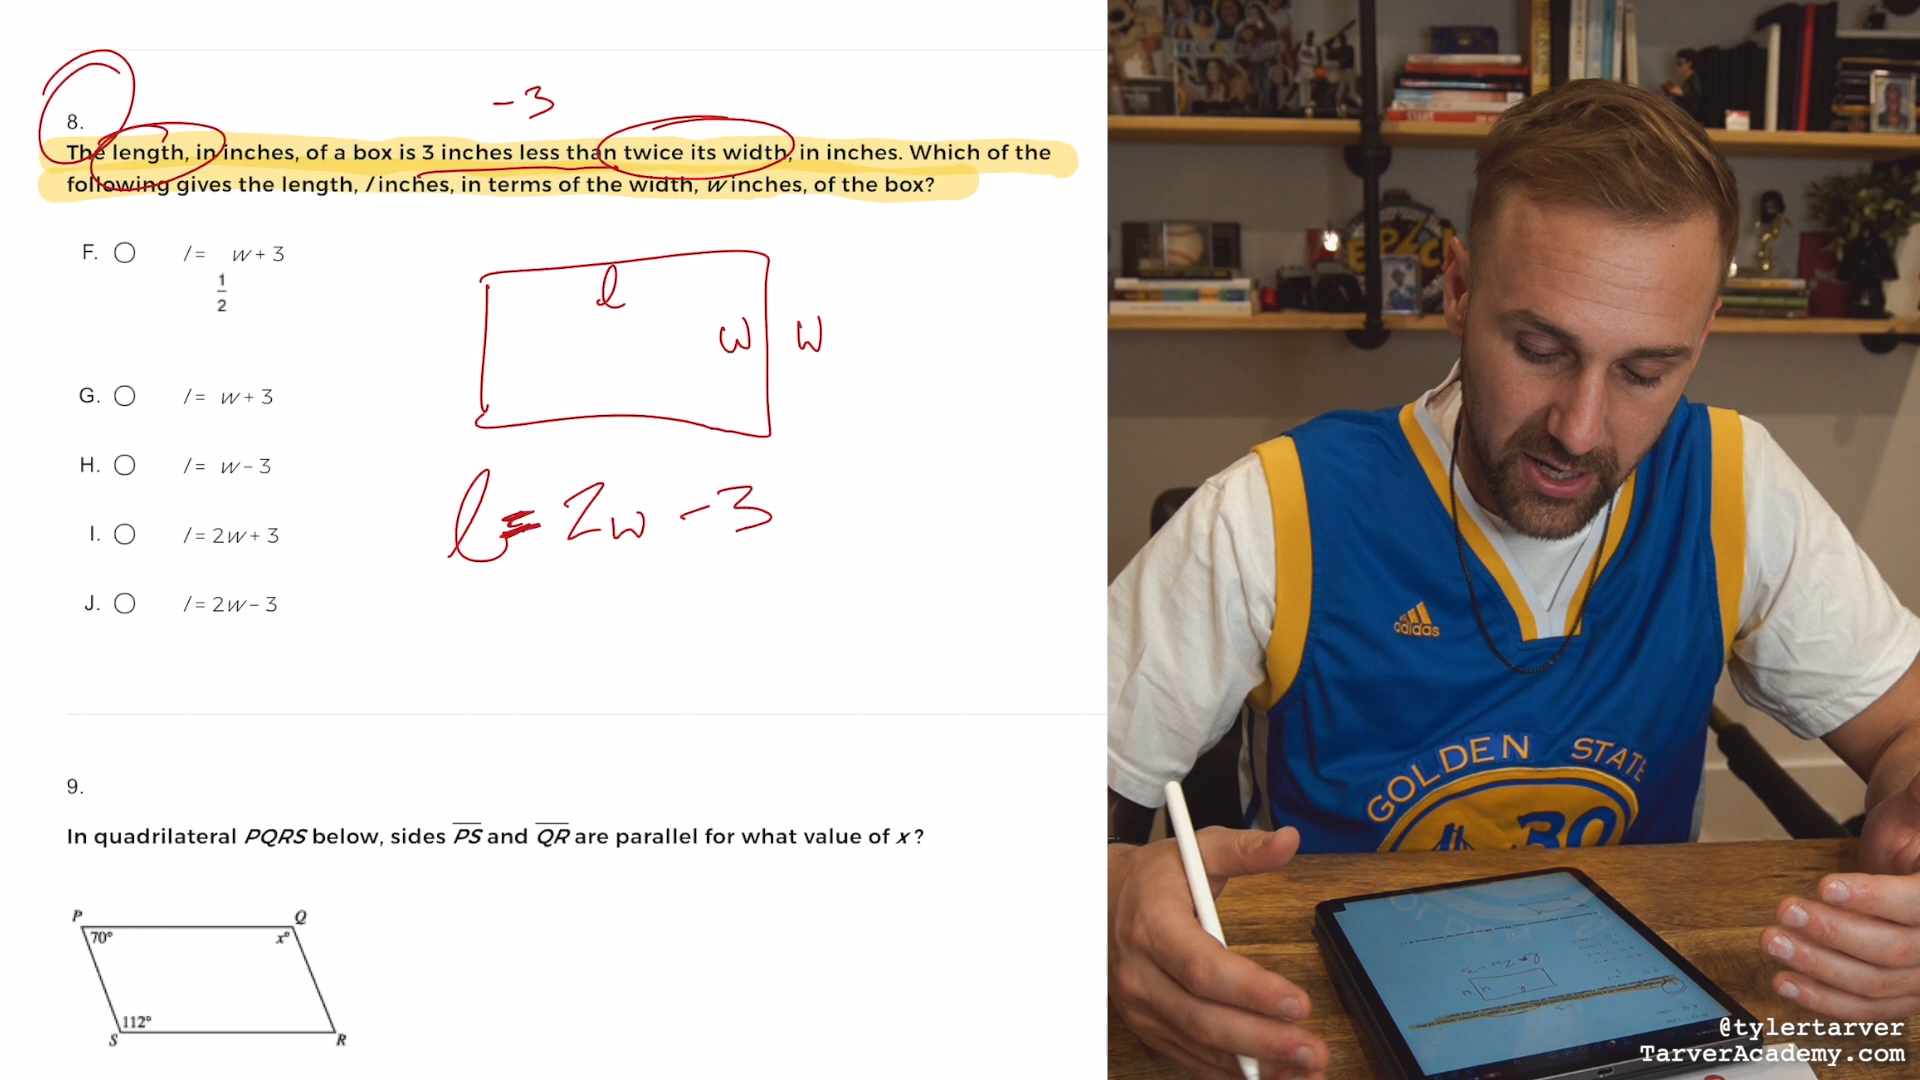 -3
8.
The length, in inches, of a box is 3 inches less than twice its width, in inches. Which of the
following gives the length, l inches, in terms of the width, w inches, of the box?
F. l = w + 3
1
2
G. l = w + 3
H. l = w - 3
I. l = 2w + 3
J. l = 2w - 3
l
w
w
l = 2w - 3
9.
In quadrilateral PQRS below, sides PS and QR are parallel for what value of x ?
P
Q
70°
x°
112°
S
R
adidas
GOLDEN STATE
30
@tylertarver
TarverAcademy.com